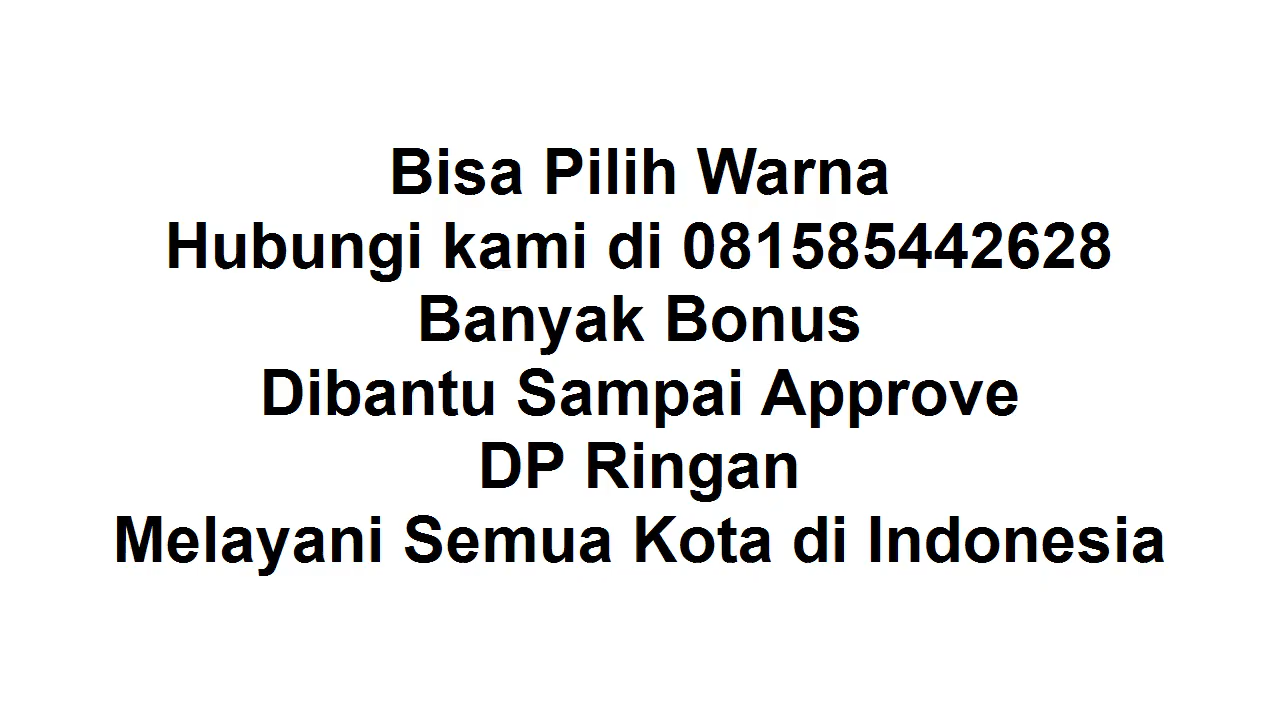 Bisa Pilih Warna
Hubungi kami di 081585442628
Banyak Bonus
Dibantu Sampai Approve
DP Ringan
Melayani Semua Kota di Indonesia